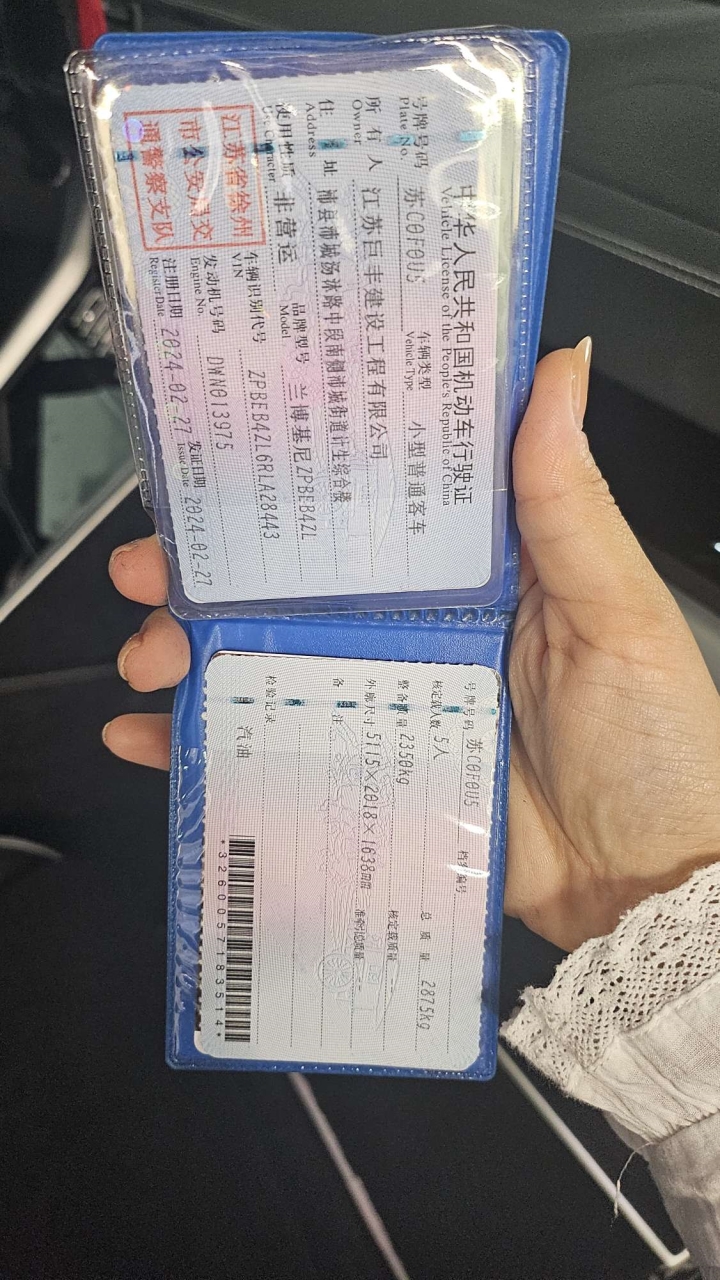 中华人民共和国机动车行驶证
Vehicle License of the People's Republic of China
号牌号码 苏C0F0U5 车辆类型 小型普通客车
Plate No. Vehicle Type
所有人 江苏巨丰建设工程有限公司
Owner
住址 沛县沛城汤沐路中段南侧沛城街道计生综合楼
Address
使用性质 非营运 品牌型号 兰博基尼ZPBEB4ZL
Use Character Model
江苏省徐州
市公安局交
通警察支队
车辆识别代号 ZPBEB4ZL6RLA28443
VIN
发动机号码 DWN013975
Engine No.
注册日期 2024-02-27 发证日期 2024-02-27
Register Date Issue Date
号牌号码 苏C0F0U5 档案编号
核定载人数 5人 总质量 2875kg
整备质量 2350kg 核定载质量 --
外廓尺寸 5115×2018×1638mm 准牵引总质量 --
备注
检验记录
汽油
*3260057183514*